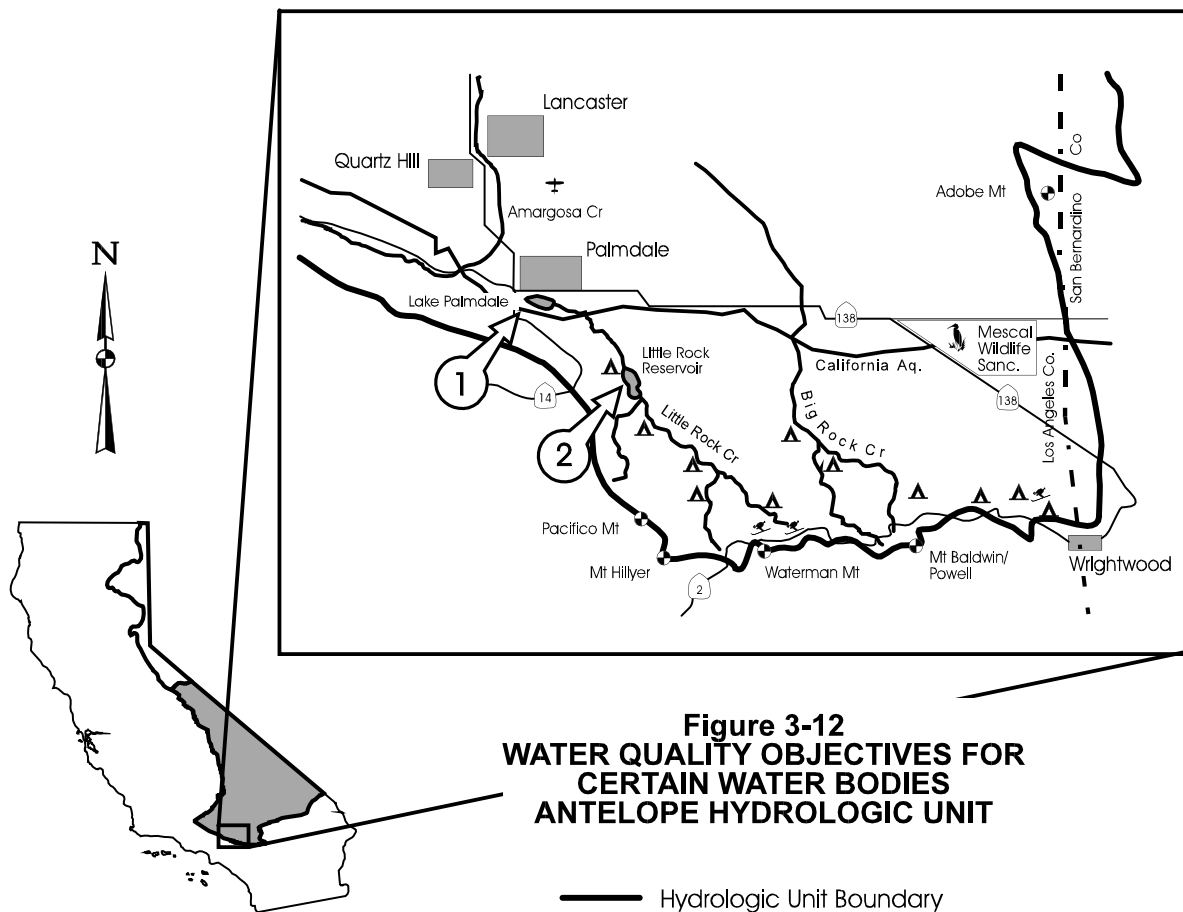 Lancaster
Quartz Hill
Amargosa Cr
Palmdale
Lake Palmdale
Adobe Mt
San Bernardino Co
Los Angeles Co.
N
1
14
Little Rock
Reservoir
2
Little Rock Cr
Big Rock Cr
138
California Aq.
Mescal
Wildlife
Sanc.
138
Pacifico Mt
Mt Hillyer
2
Waterman Mt
Mt Baldwin/
Powell
Wrightwood
Figure 3-12
WATER QUALITY OBJECTIVES FOR
CERTAIN WATER BODIES
ANTELOPE HYDROLOGIC UNIT
Hydrologic Unit Boundary